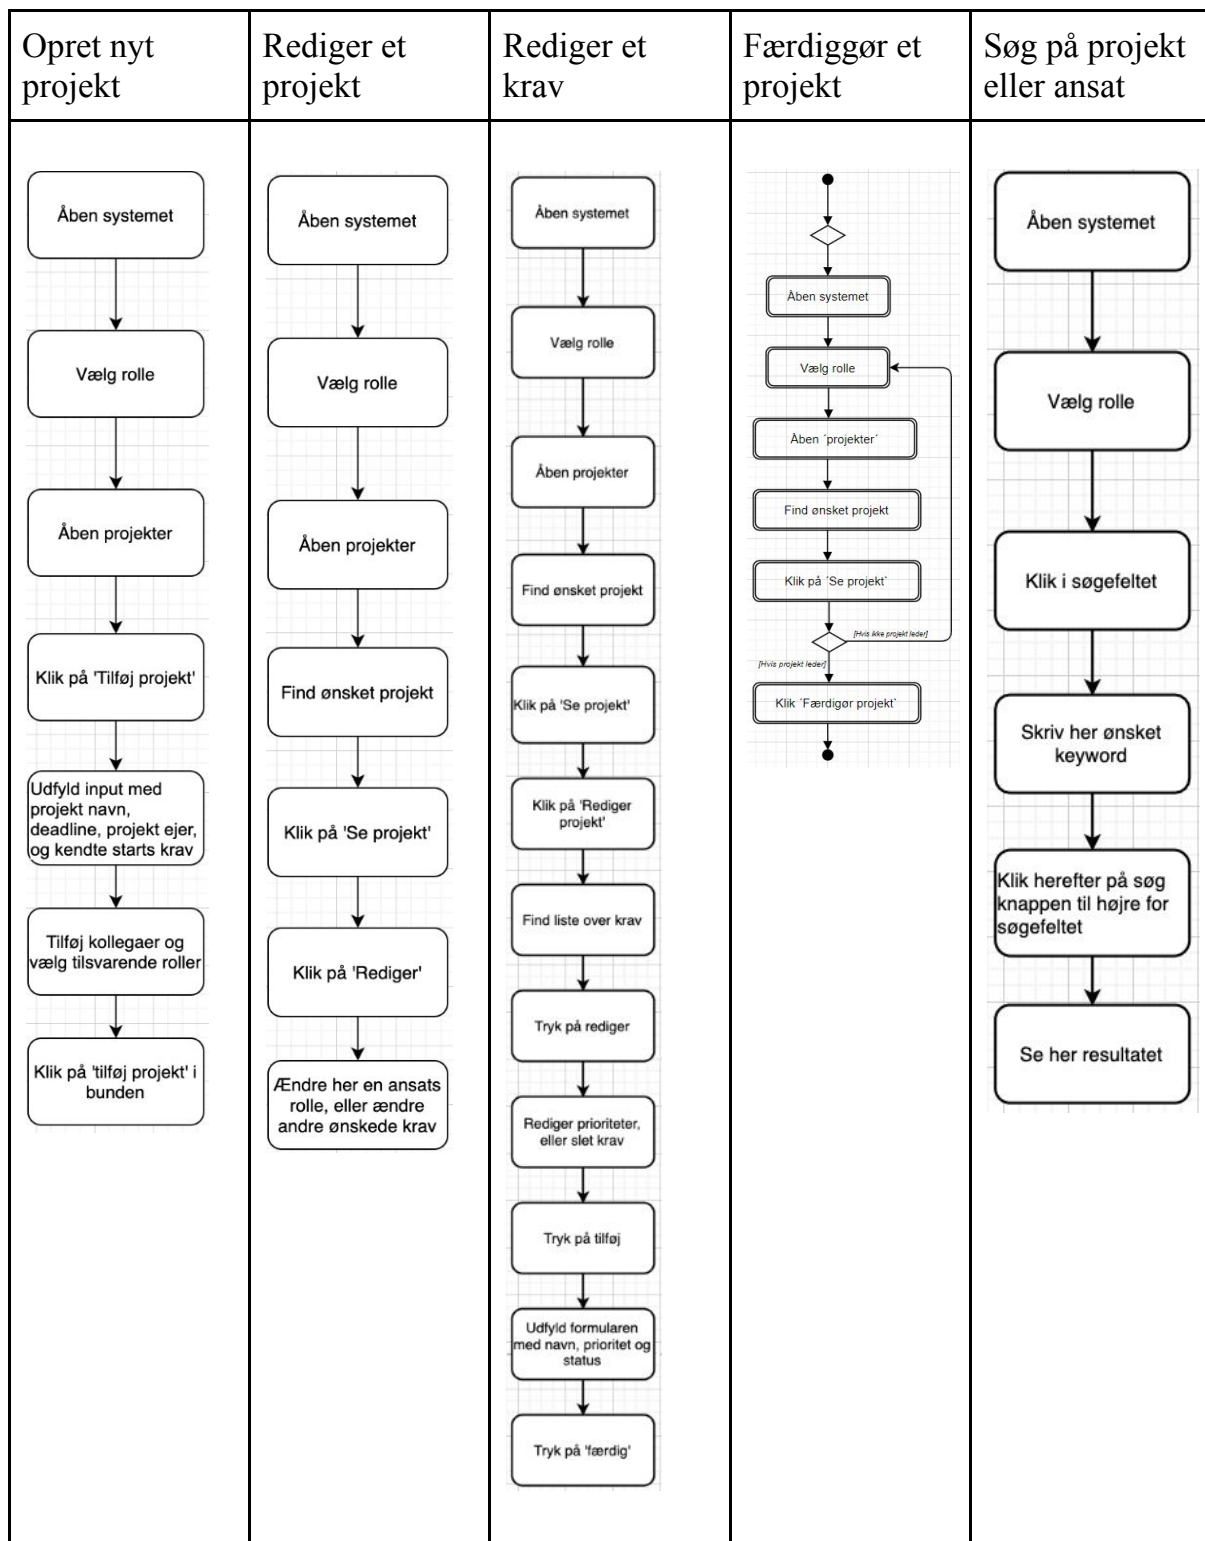 Opret nyt
projekt
Rediger et
projekt
Rediger et
krav
Færdiggør et
projekt
Søg på projekt
eller ansat
Åben systemet
Vælg rolle
Åben projekter
Klik på 'Tilføj projekt'
Udfyld input med
projekt navn,
deadline, projekt ejer,
og kendte starts krav
Tilføj kollegaer og
vælg tilsvarende roller
Klik på 'tilføj projekt' i
bunden
Åben systemet
Vælg rolle
Åben projekter
Find ønsket projekt
Klik på 'Se projekt'
Klik på 'Rediger'
Ændre her en ansats
rolle, eller ændre
andre ønskede krav
Åben systemet
Vælg rolle
Åben projekter
Find ønsket projekt
Klik på 'Se projekt'
Klik på 'Rediger
projekt'
Find liste over krav
Tryk på rediger
Rediger prioriteter,
eller slet krav
Tryk på tilføj
Udfyld formularen
med navn, prioritet og
status
Tryk på 'færdig'
Åben systemet
Vælg rolle
Åben ´projekter´
Find ønsket projekt
Klik på ´Se projekt`
[Hvis ikke projekt leder]
[Hvis projekt leder]
Klik ´Færdigør projekt`
Åben systemet
Vælg rolle
Klik i søgefeltet
Skriv her ønsket
keyword
Klik herefter på søg
knappen til højre for
søgefeltet
Se her resultatet